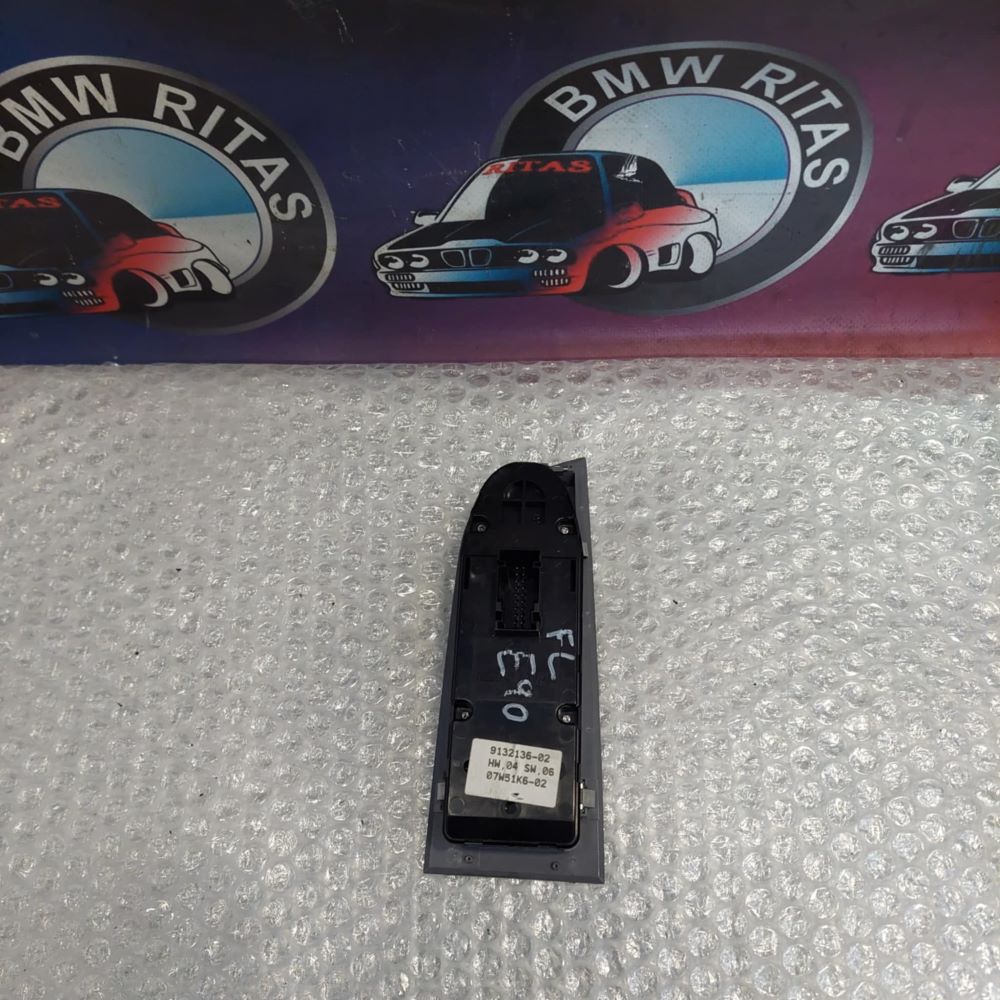 BMW RITAS
RITAS
BMW RITAS
RITAS
FL
E90
9132136-02
HW.04 SW.06
07W51K6-02